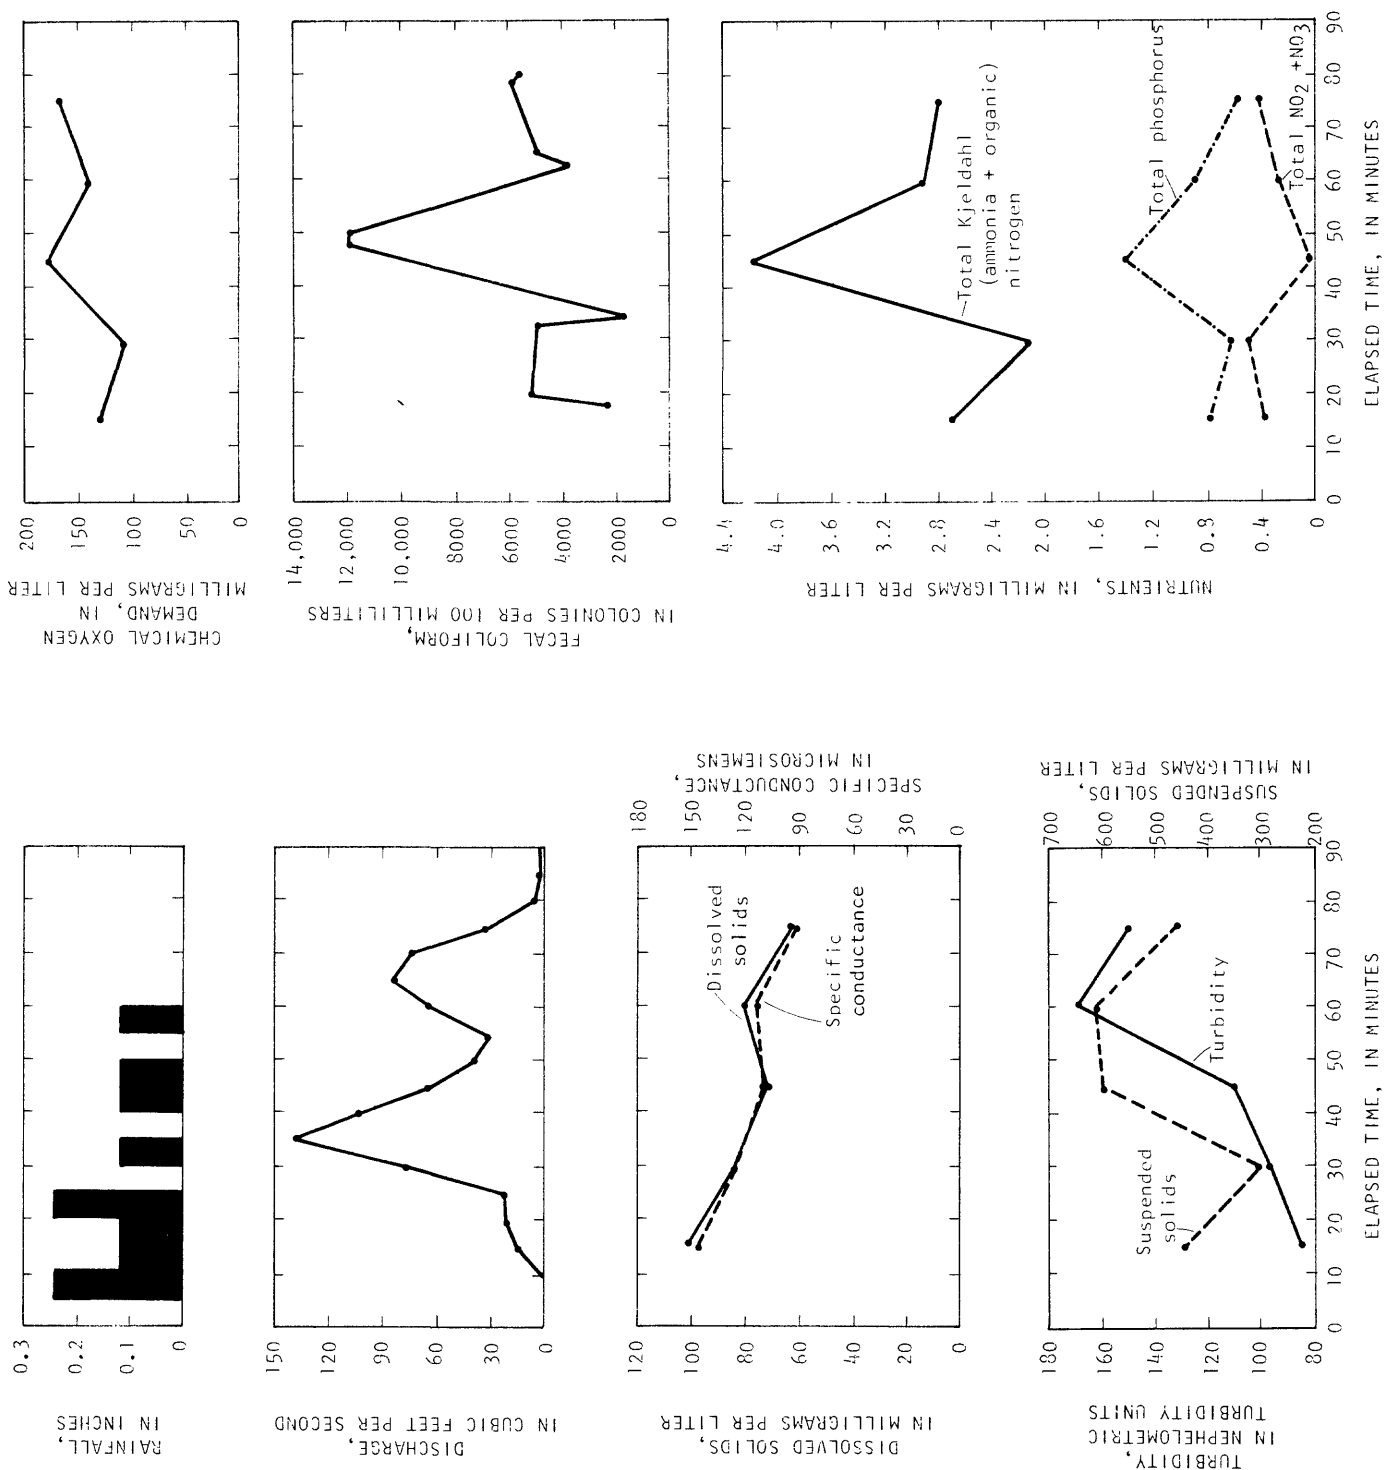 RAINFALL,
IN INCHES
0.3
0.2
0.1
0
DISCHARGE,
IN CUBIC FEET PER SECOND
150
120
90
60
30
0
DISSOLVED SOLIDS,
IN MILLIGRAMS PER LITER
120
100
80
60
40
20
0
Dissolved
solids
Specific
conductance
180
150
120
90
60
30
0
SPECIFIC CONDUCTANCE,
IN MICROSIEMENS
TURBIDITY,
IN NEPHELOMETRIC
TURBIDITY UNITS
180
160
140
120
100
80
Suspended
solids
Turbidity
700
600
500
400
300
200
SUSPENDED SOLIDS,
IN MILLIGRAMS PER LITER
0 10 20 30 40 50 60 70 80 90
ELAPSED TIME, IN MINUTES
CHEMICAL OXYGEN
DEMAND, IN
MILLIGRAMS PER LITER
200
150
100
50
0
FECAL COLIFORM,
IN COLONIES PER 100 MILLILITERS
14,000
12,000
10,000
8000
6000
4000
2000
0
NUTRIENTS, IN MILLIGRAMS PER LITER
4.4
4.0
3.6
3.2
2.8
2.4
2.0
1.6
1.2
0.8
0.4
0
Total Kjeldahl
(ammonia + organic)
nitrogen
Total phosphorus
Total NO2 +NO3
0 10 20 30 40 50 60 70 80 90
ELAPSED TIME, IN MINUTES